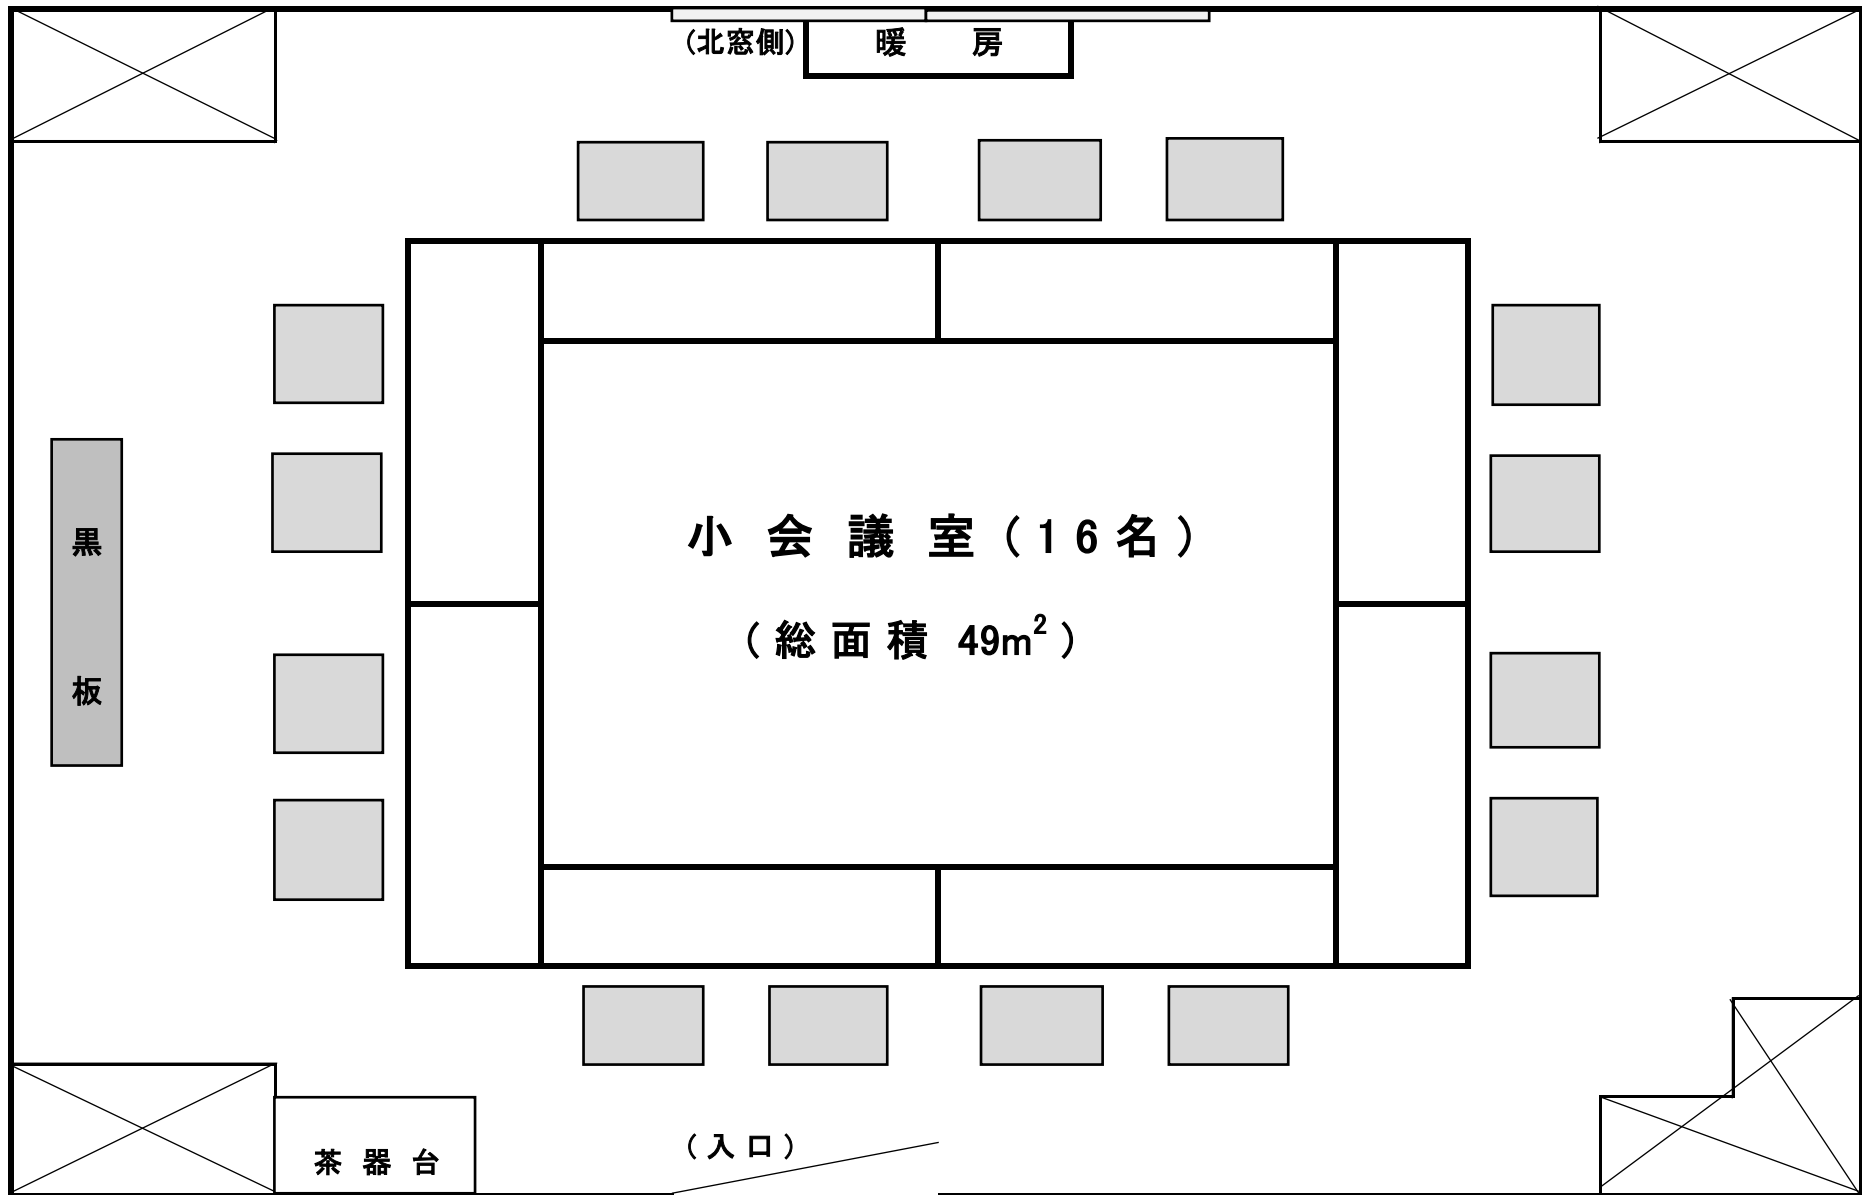 (北窓側)
暖 房
黒板
小 会 議 室 ( 1 6 名 )
( 総 面 積 49m²)
( 入 口 )
茶 器 台